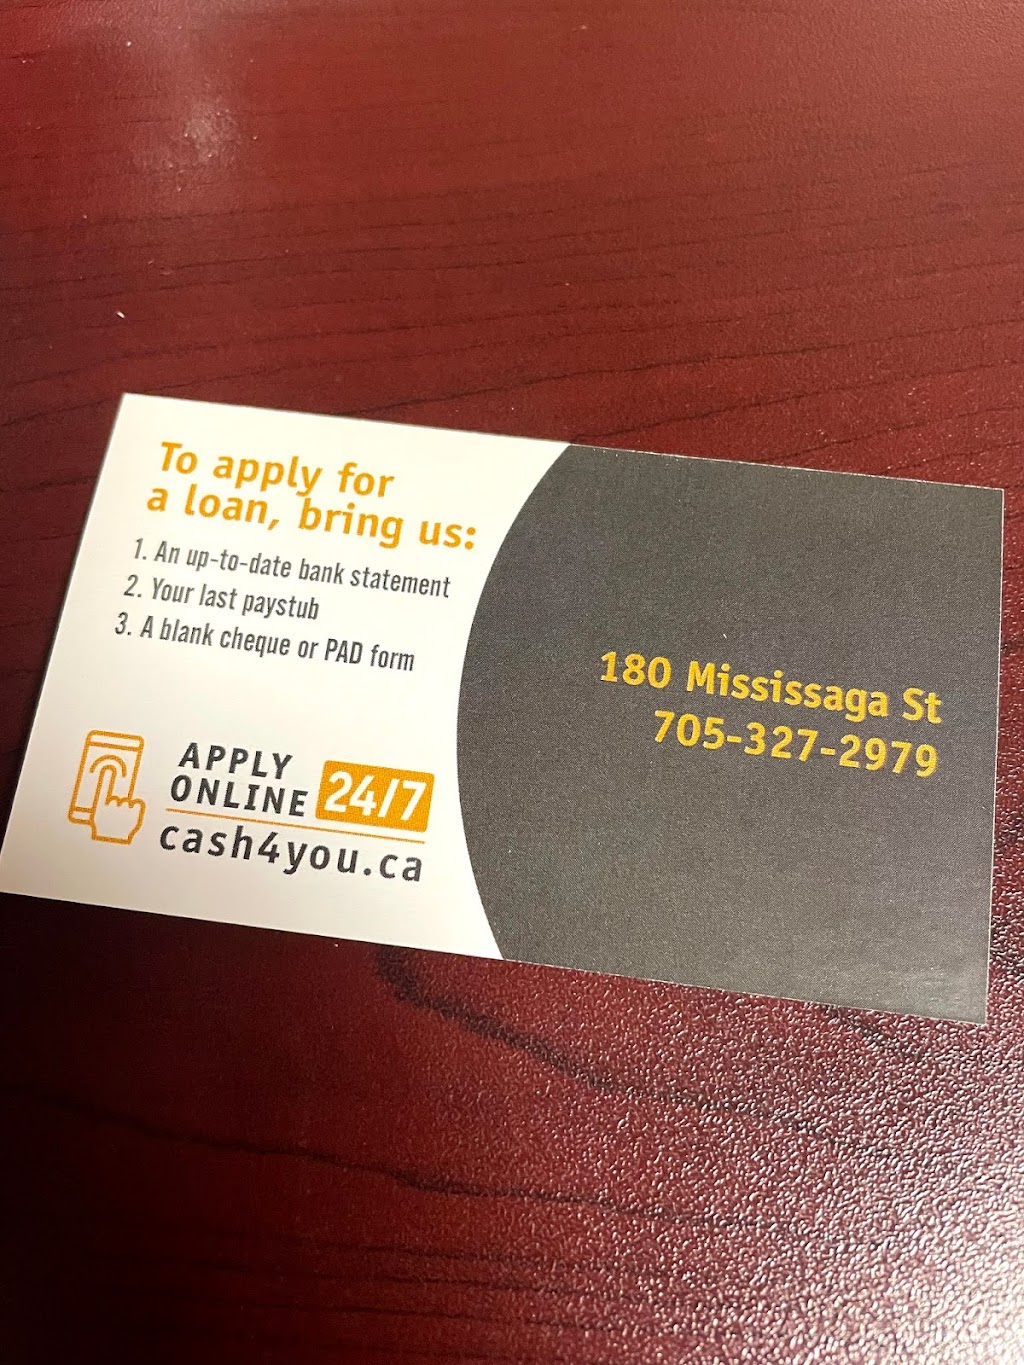 To apply for
a loan, bring us:
1. An up-to-date bank statement
2. Your last paystub
3. A blank cheque or PAD form
APPLY
ONLINE 24/7
cash4you.ca
180 Mississaga St
705-327-2979